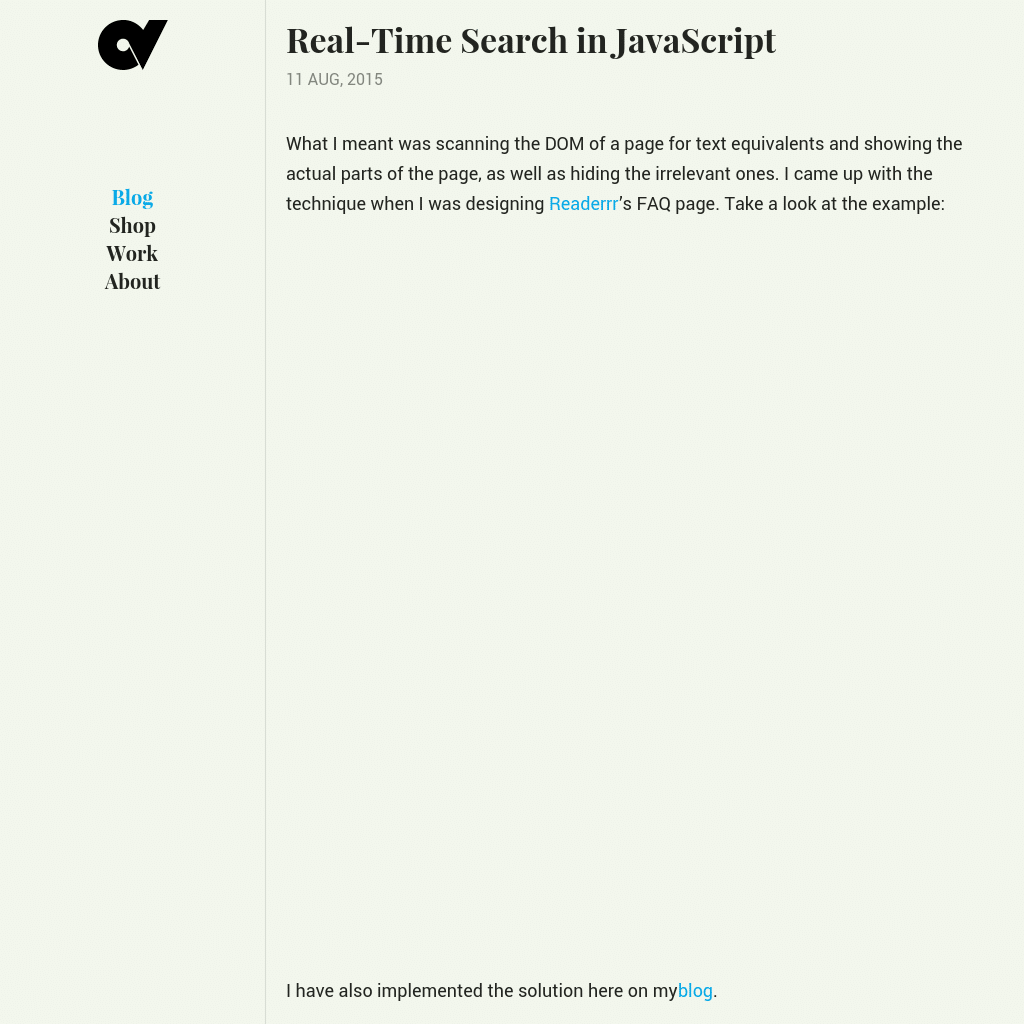 Real-Time Search in JavaScript
11 AUG, 2015
Blog
Shop
Work
About
What I meant was scanning the DOM of a page for text equivalents and showing the
actual parts of the page, as well as hiding the irrelevant ones. I came up with the
technique when I was designing Readerrr’s FAQ page. Take a look at the example:
I have also implemented the solution here on myblog.